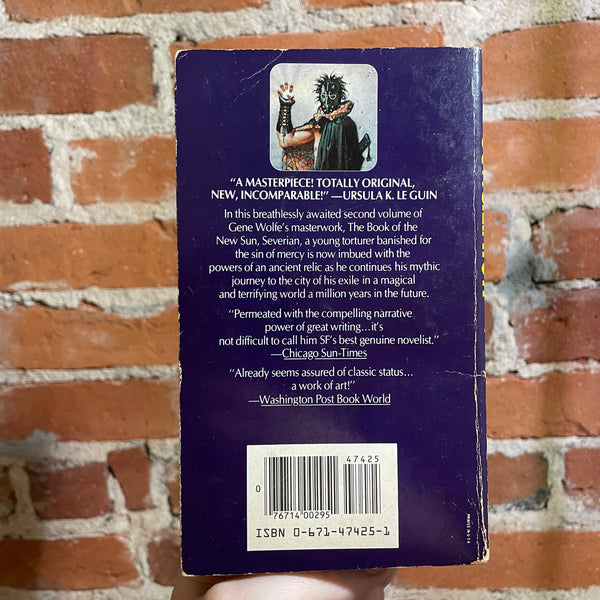 “A MASTERPIECE! TOTALLY ORIGINAL,
NEW, INCOMPARABLE!” —URSULA K. LE GUIN
In this breathlessly awaited second volume of
Gene Wolfe’s masterwork, The Book of the
New Sun, Severian, a young torturer banished for
the sin of mercy is now imbued with the
powers of an ancient relic as he continues his mythic
journey to the city of his exile in a magical
and terrifying world a million years in the future.
“Permeated with the compelling narrative
power of great writing...it’s
not difficult to call him SF’s best genuine novelist.”
—Chicago Sun-Times
“Already seems assured of classic status...
a work of art!”
—Washington Post Book World
47425
0
76714 00295
ISBN 0-671-47425-1
PRINTED IN U.S.A.